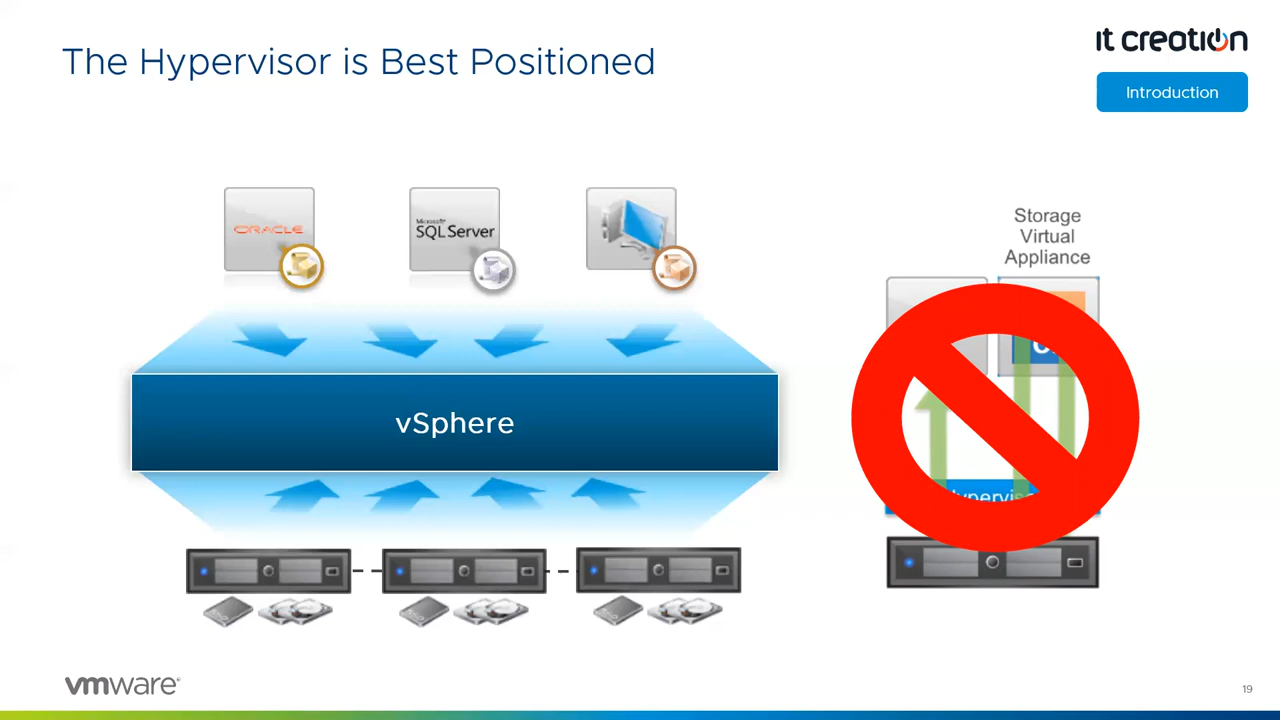 The Hypervisor is Best Positioned
it creation
Introduction
ORACLE
Microsoft
SQL Server
Storage
Virtual
Appliance
vSphere
vmware
19